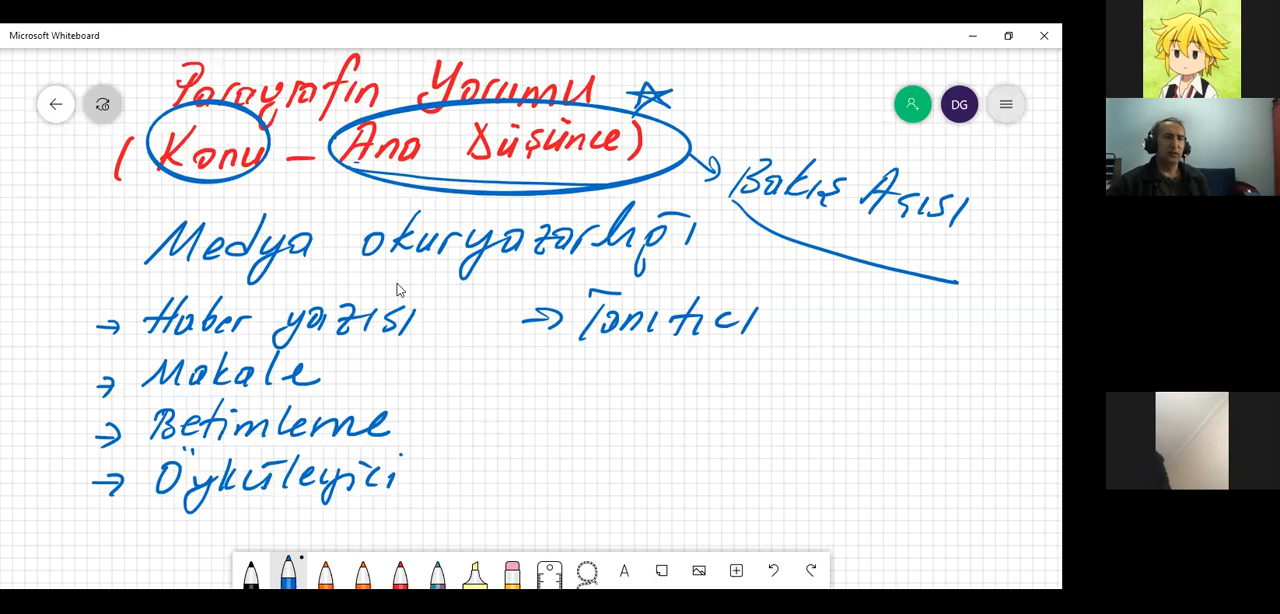 Microsoft Whiteboard
Paragrafın Yorumu
DG
(Konu - Ana Düşünce)
Bakış Açısı
Medya okuryazarlığı
→ Haber yazısı
→ Tanıtıcı
→ Makale
→ Betimleme
→ Öyküleyici
A